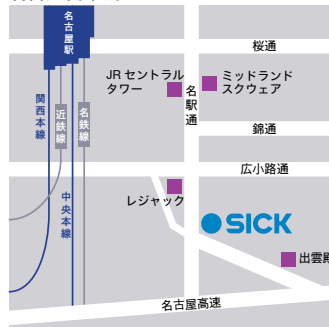 名古屋駅
桜通
JR セントラル
タワー
ミッドランド
スクウェア
名駅通
関西本線
近鉄線
名鉄線
錦通
広小路通
レジャック
中央本線
SICK
出雲殿
名古屋高速